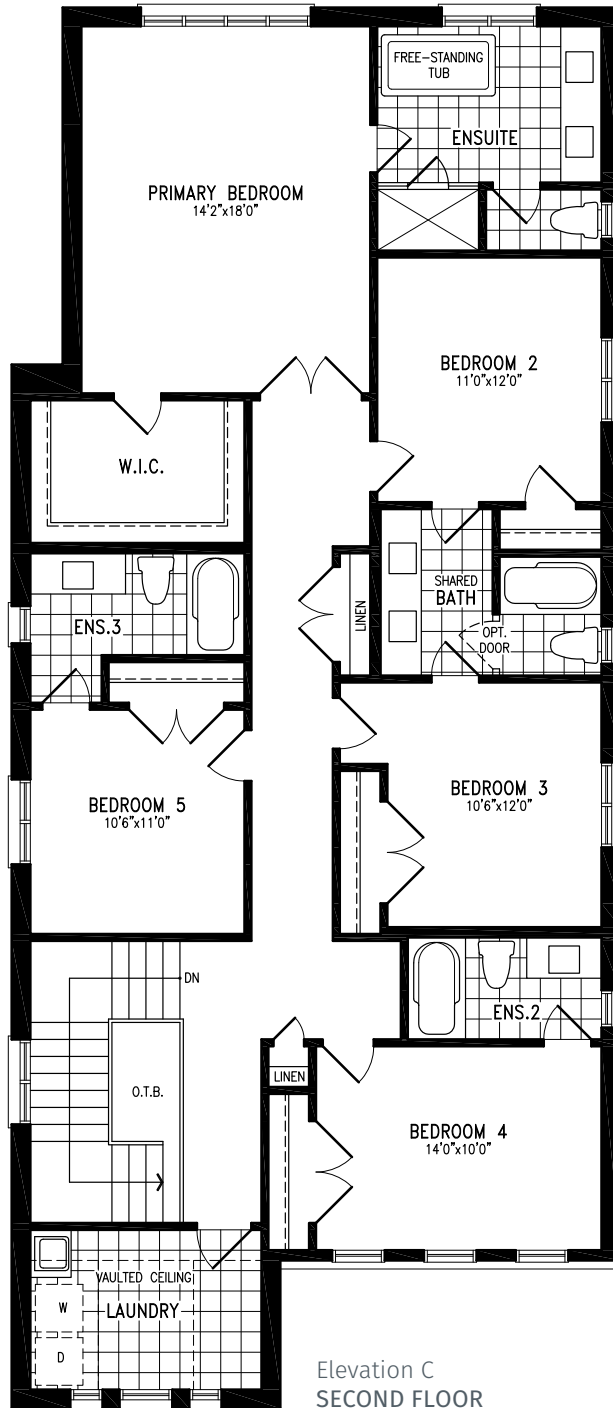 FREE-STANDING
TUB
ENSUITE
PRIMARY BEDROOM
14'2"x18'0"
BEDROOM 2
11'0"x12'0"
W.I.C.
SHARED
BATH
LINEN
ENS.3
OPT.
DOOR
BEDROOM 3
10'6"x12'0"
BEDROOM 5
10'6"x11'0"
DN
ENS.2
LINEN
O.T.B.
BEDROOM 4
14'0"x10'0"
VAULTED CEILING
W
LAUNDRY
D
Elevation C
SECOND FLOOR